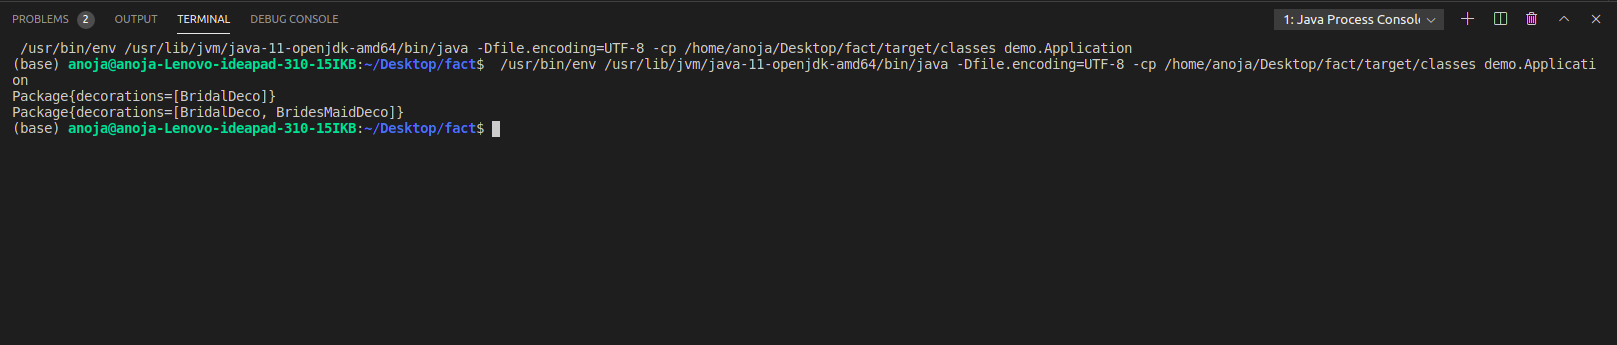 PROBLEMS 2 OUTPUT TERMINAL DEBUG CONSOLE 1: Java Process Console
/usr/bin/env /usr/lib/jvm/java-11-openjdk-amd64/bin/java -Dfile.encoding=UTF-8 -cp /home/anoja/Desktop/fact/target/classes demo.Application
(base) anoja@anoja-Lenovo-ideapad-310-15IKB:~/Desktop/fact$  /usr/bin/env /usr/lib/jvm/java-11-openjdk-amd64/bin/java -Dfile.encoding=UTF-8 -cp /home/anoja/Desktop/fact/target/classes demo.Applicati
on
Package{decorations=[BridalDeco]}
Package{decorations=[BridalDeco, BridesMaidDeco]}
(base) anoja@anoja-Lenovo-ideapad-310-15IKB:~/Desktop/fact$